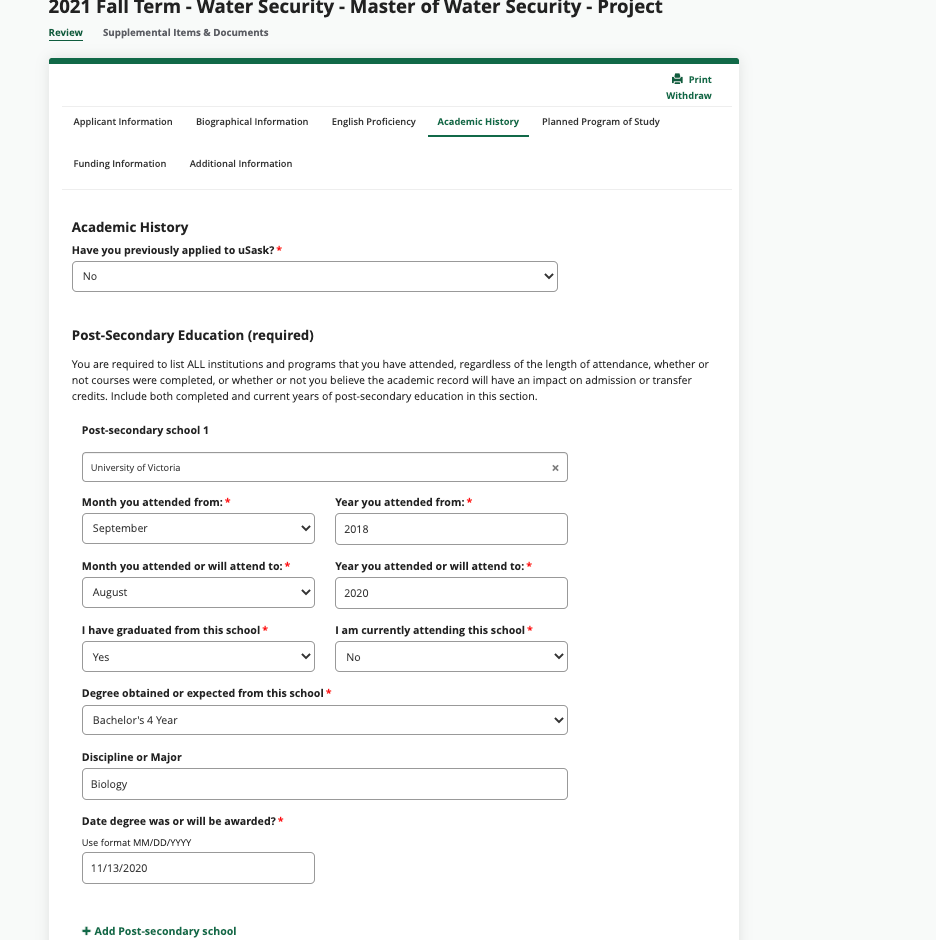 2021 Fall Term - Water Security - Master of Water Security - Project
Review Supplemental Items & Documents
Print
Withdraw
Applicant Information Biographical Information English Proficiency Academic History Planned Program of Study
Funding Information Additional Information
Academic History
Have you previously applied to uSask? *
No
Post-Secondary Education (required)
You are required to list ALL institutions and programs that you have attended, regardless of the length of attendance, whether or
not courses were completed, or whether or not you believe the academic record will have an impact on admission or transfer
credits. Include both completed and current years of post-secondary education in this section.
Post-secondary school 1
University of Victoria ×
Month you attended from: * Year you attended from: *
September 2018
Month you attended or will attend to: * Year you attended or will attend to: *
August 2020
I have graduated from this school * I am currently attending this school *
Yes No
Degree obtained or expected from this school *
Bachelor's 4 Year
Discipline or Major
Biology
Date degree was or will be awarded? *
Use format MM/DD/YYYY
11/13/2020
+ Add Post-secondary school